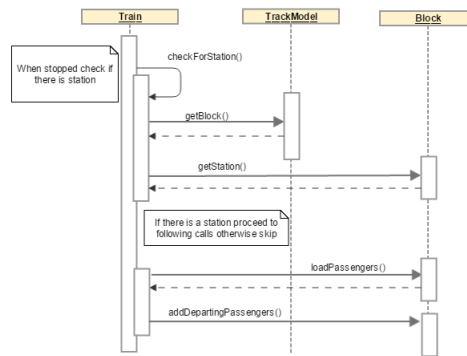 Train
TrackModel
Block
When stopped check if
there is station
checkForStation()
getBlock()
getStation()
If there is a station proceed to
following calls otherwise skip
loadPassengers()
addDepartingPassengers()